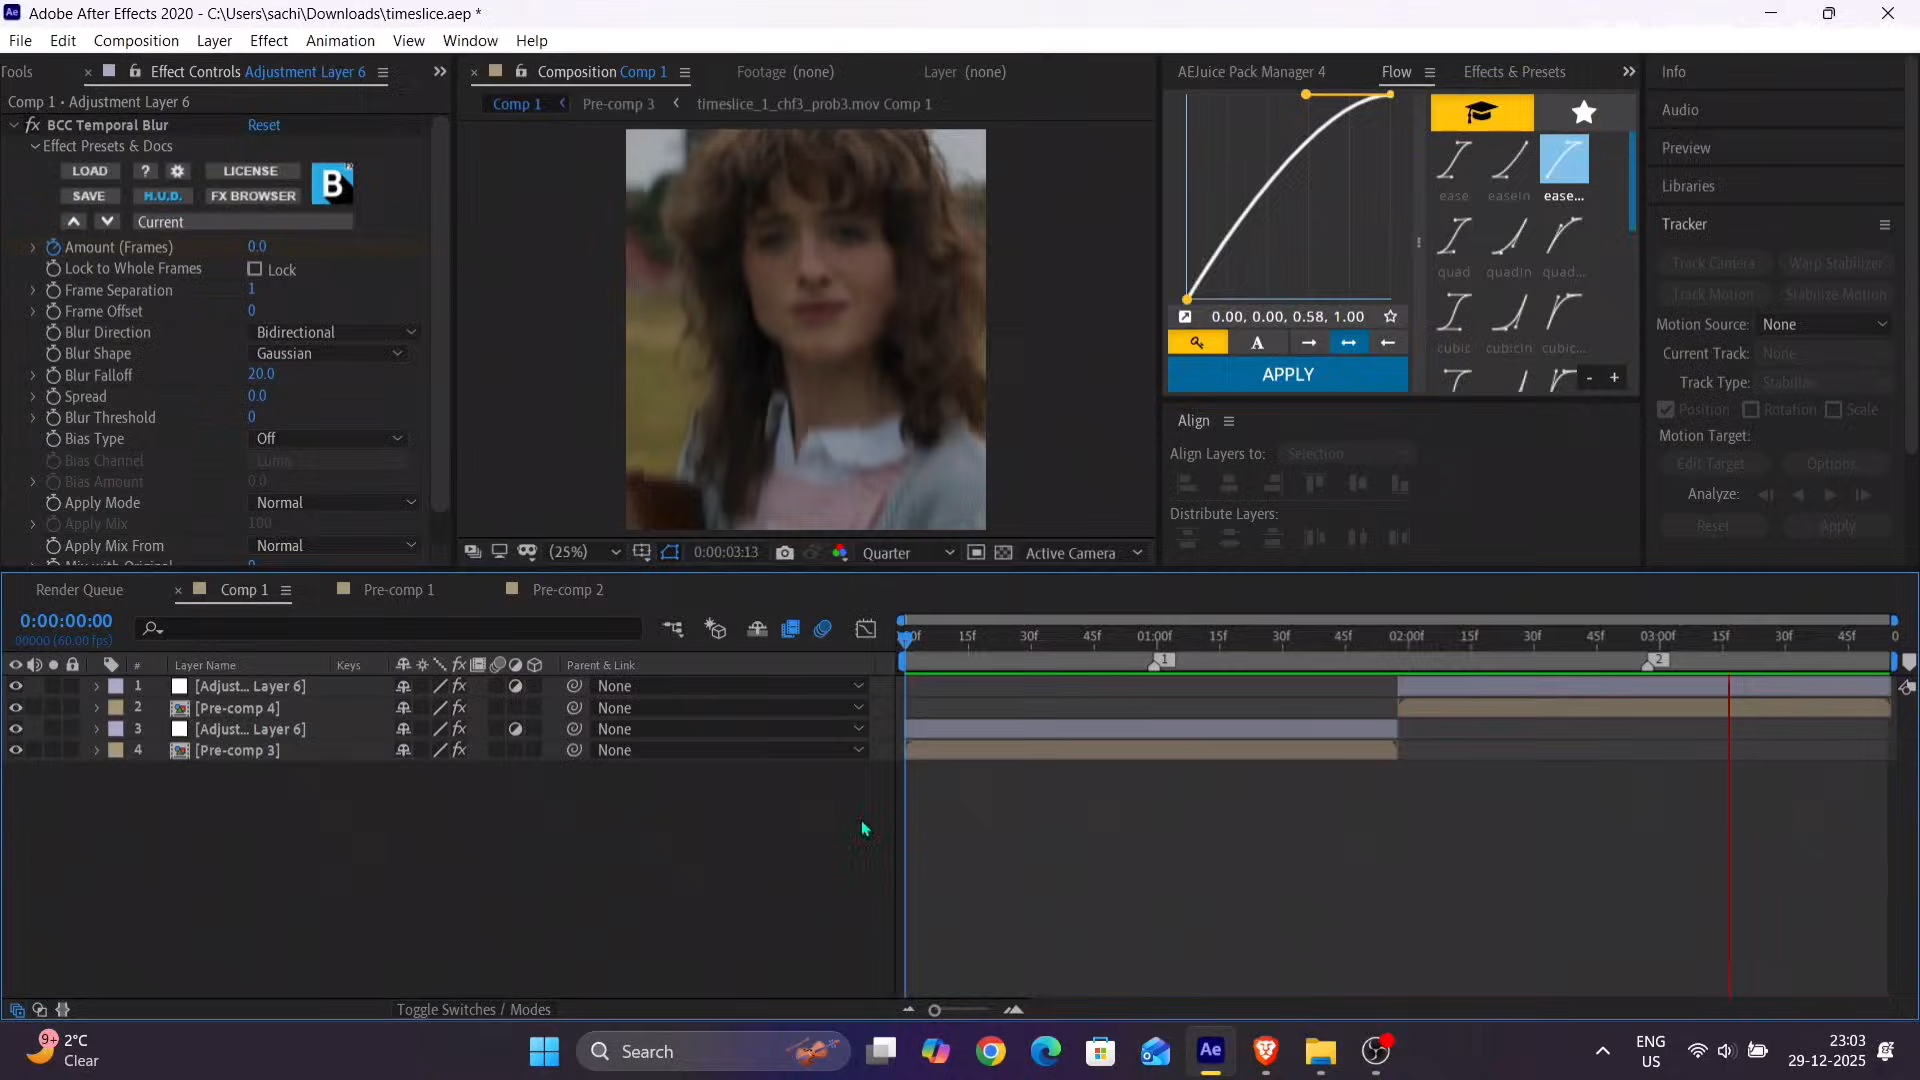 Adobe After Effects 2020 - C:\Users\sachi\Downloads\timeslice.aep *
File Edit Composition Layer Effect Animation View Window Help
Tools
Effect Controls Adjustment Layer 6
Composition Comp 1
Footage (none)
Layer (none)
AEJuice Pack Manager 4
Flow
Effects & Presets
Info
Comp 1 • Adjustment Layer 6
Comp 1
Pre-comp 3
timeslice_1_chf3_prob3.mov Comp 1
Audio
Preview
Libraries
Tracker
fx BCC Temporal Blur Reset
Effect Presets & Docs
LOAD ? LICENSE
SAVE H.U.D. FX BROWSER
B
Current
Amount (Frames) 0.0
Lock to Whole Frames Lock
Frame Separation 1
Frame Offset 0
Blur Direction Bidirectional
Blur Shape Gaussian
Blur Falloff 20.0
Spread 0.0
Blur Threshold 0
Bias Type Off
Bias Channel Luma
Bias Amount 0.0
Apply Mode Normal
Apply Mix 100
Apply Mix From Normal
Mix with Original
(25%)
0:00:03:13
Quarter
Active Camera
ease easeIn ease...
quad quadIn quad...
cubic cubicIn cubic...
- +
0.00, 0.00, 0.58, 1.00
A
APPLY
Align
Align Layers to: Selection
Distribute Layers:
Track Camera Warp Stabilizer
Track Motion Stabilize Motion
Motion Source: None
Current Track: None
Track Type: Stabilize
Position Rotation Scale
Motion Target:
Edit Target Options...
Analyze:
Reset Apply
Render Queue
Comp 1
Pre-comp 1
Pre-comp 2
0:00:00:00
00000 (60.00 fps)
15f 30f 45f 01:00f 15f 30f 45f 02:00f 15f 30f 45f 03:00f 15f 30f 45f 0
# Layer Name Keys fx Parent & Link
1 2
1 [Adjust... Layer 6] fx None
2 [Pre-comp 4] fx None
3 [Adjust... Layer 6] fx None
4 [Pre-comp 3] fx None
Toggle Switches / Modes
9+
2°C
Clear
Search
Ae
ENG
US
23:03
29-12-2025